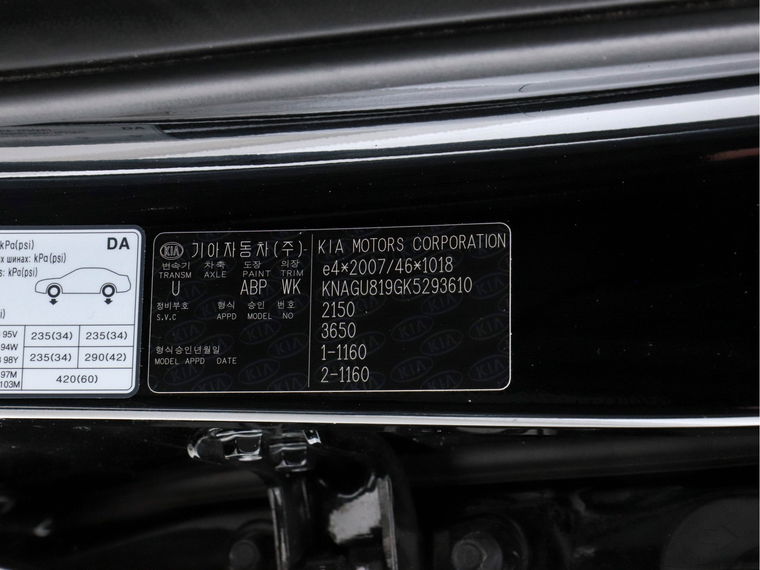 DA
kPa(psi)
х шинах: kPa(psi)
s: kPa(psi)
DA
i)
95V 235(34) 235(34)
94W
98Y 235(34) 290(42)
97M 420(60)
103M
KIA 기아자동차(주)
변속기 차축 도장 의장
TRANSM AXLE PAINT TRIM
U ABP WK
정비부호 형식 승인 번호
S.V.C APPD MODEL NO
형식승인년월일
MODEL APPD DATE
KIA MOTORS CORPORATION
e4*2007/46*1018
KNAGU819GK5293610
2150
3650
1-1160
2-1160